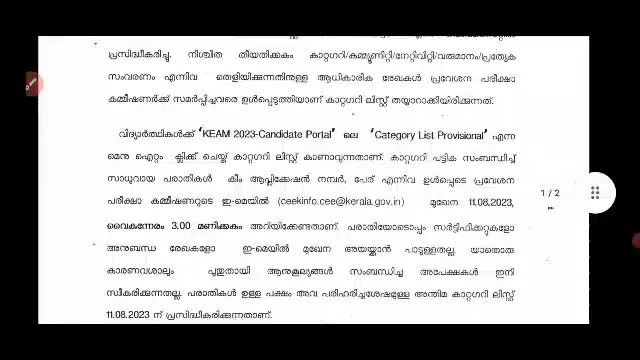 പ്രസിദ്ധീകരിച്ചു. നിശ്ചിത തീയതിക്കകം കാറ്റഗറി/കമ്മ്യൂണിറ്റി/നേറ്റിവിറ്റി/വരുമാനം/പ്രത്യേക
സംവരണം എന്നിവ തെളിയിക്കുന്നതിനുള്ള ആധികാരിക രേഖകൾ പ്രവേശന പരീക്ഷാ
കമ്മീഷണർക്ക് സമർപ്പിച്ചവരെ ഉൾപ്പെടുത്തിയാണ് കാറ്റഗറി ലിസ്റ്റ് തയ്യാറാക്കിയിരിക്കുന്നത്.
വിദ്യാർത്ഥികൾക്ക് 'KEAM 2023-Candidate Portal' ലെ 'Category List Provisional' എന്ന
മെനു ഐറ്റം ക്ലിക്ക് ചെയ്ത് കാറ്റഗറി ലിസ്റ്റ് കാണാവുന്നതാണ്. കാറ്റഗറി പട്ടിക സംബന്ധിച്ച്
സാധുവായ പരാതികൾ കീം ആപ്ലിക്കേഷൻ നമ്പർ, പേര് എന്നിവ ഉൾപ്പെടെ പ്രവേശന
പരീക്ഷാ കമ്മീഷണറുടെ ഇ-മെയിൽ (ceekinfo.cee@kerala.gov.in) മുഖേന 11.08.2023,
വൈകുന്നേരം 3.00 മണിക്കകം അറിയിക്കേണ്ടതാണ്. പരാതിയോടൊപ്പം സർട്ടിഫിക്കറ്റുകളോ
അനുബന്ധ രേഖകളോ ഇ-മെയിൽ മുഖേന അയയ്ക്കാൻ പാടുള്ളതല്ല. യാതൊരു
കാരണവശാലും പുതുതായി ആനുകൂല്യങ്ങൾ സംബന്ധിച്ച അപേക്ഷകൾ ഇനി
സ്വീകരിക്കുന്നതല്ല. പരാതികൾ ഉള്ള പക്ഷം അവ പരിഹരിച്ചശേഷമുള്ള അന്തിമ കാറ്റഗറി ലിസ്റ്റ്
11.08.2023 ന് പ്രസിദ്ധീകരിക്കുന്നതാണ്.
1 / 2